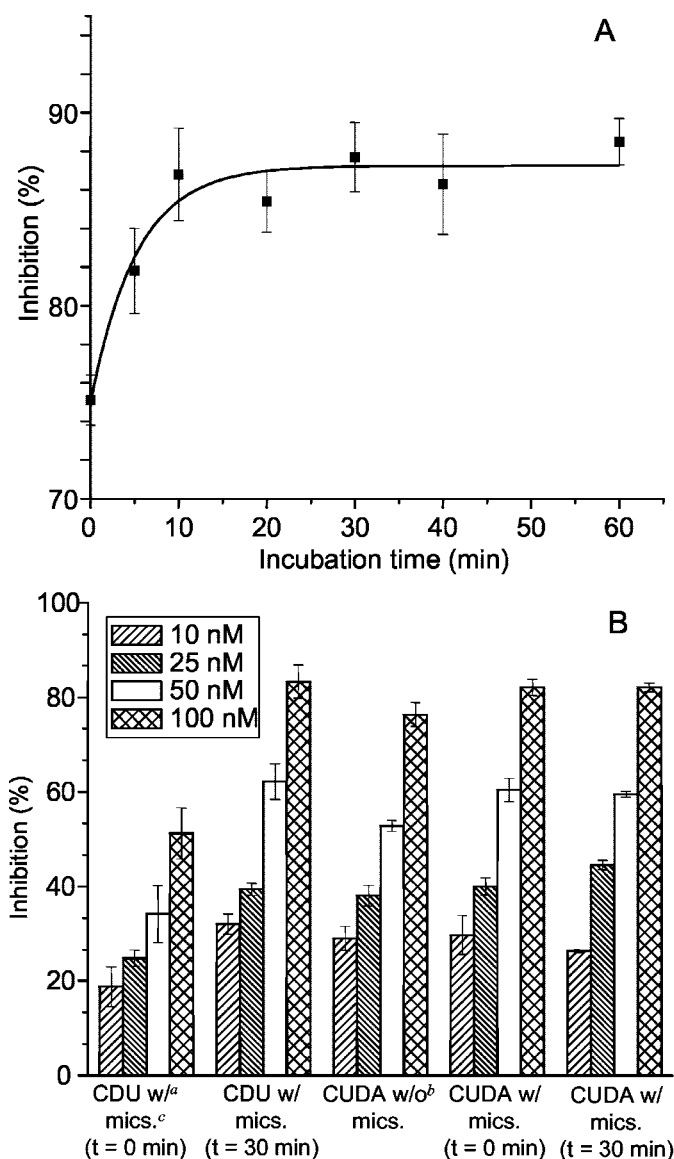 A
90
80
70
Inhibition (%)
0 10 20 30 40 50 60
Incubation time (min)
B
100
80
60
40
20
0
Inhibition (%)
10 nM
25 nM
50 nM
100 nM
CDU w/ᵃ mics.ᶜ (t = 0 min)
CDU w/ mics. (t = 30 min)
CUDA w/oᵇ mics.
CUDA w/ mics. (t = 0 min)
CUDA w/ mics. (t = 30 min)